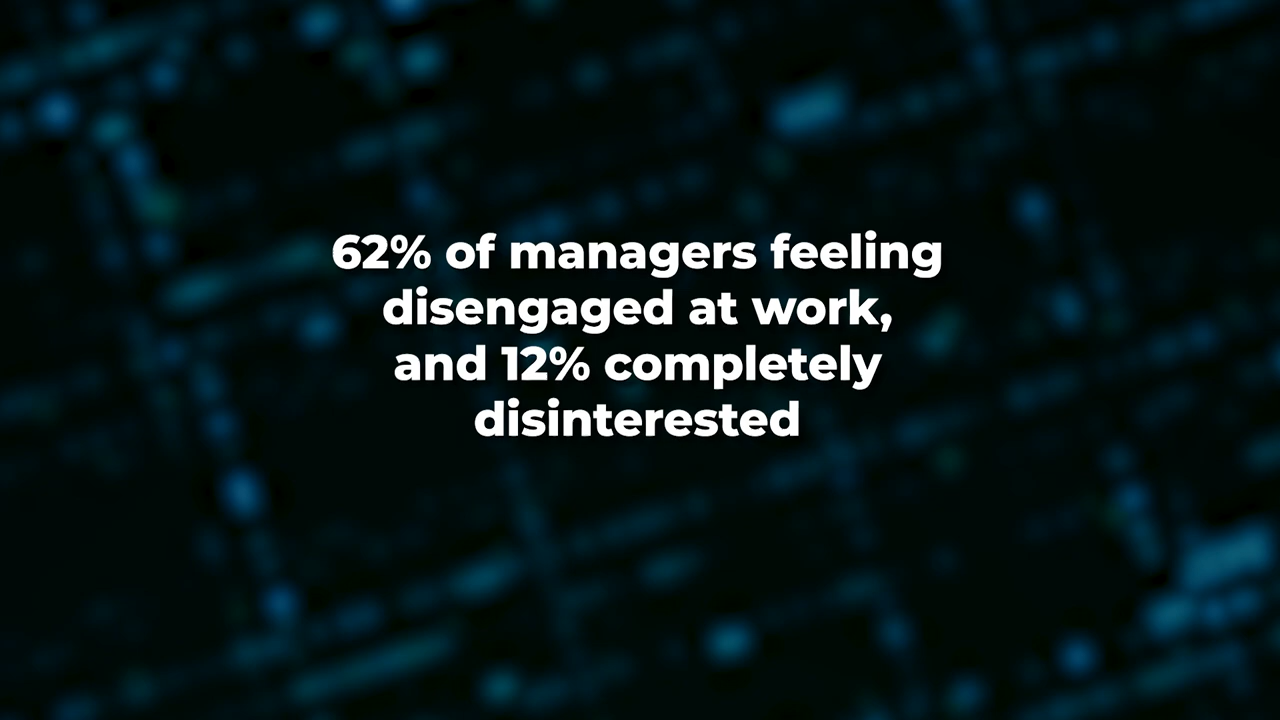 62% of managers feeling
disengaged at work,
and 12% completely
disinterested